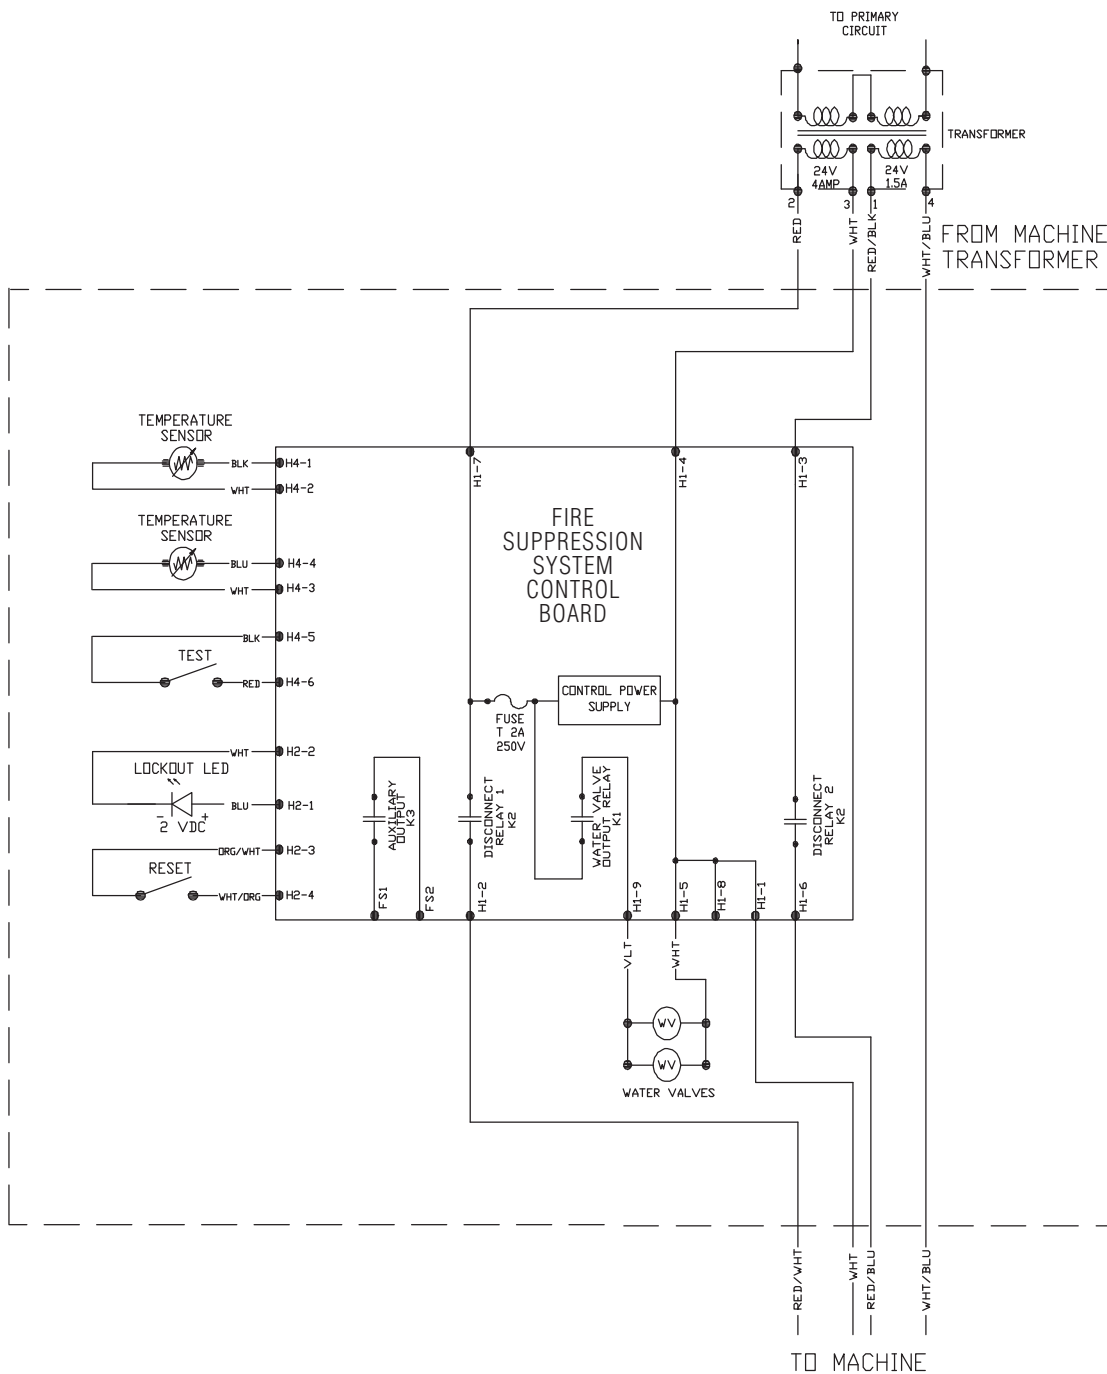 TO PRIMARY
CIRCUIT
TRANSFORMER
24V
4AMP
24V
1.5A
2
3
1
4
RED
WHT
RED/BLK
WHT/BLU
FROM MACHINE
TRANSFORMER
TEMPERATURE
SENSOR
BLK
H4-1
WHT
H4-2
TEMPERATURE
SENSOR
BLU
H4-4
WHT
H4-3
BLK
H4-5
TEST
RED
H4-6
WHT
H2-2
LOCKOUT LED
BLU
H2-1
- +
2 VDC
ORG/WHT
H2-3
RESET
WHT/ORG
H2-4
H1-7
H1-4
H1-3
FIRE
SUPPRESSION
SYSTEM
CONTROL
BOARD
CONTROL POWER
SUPPLY
FUSE
T 2A
250V
AUXILIARY
OUTPUT
K3
DISCONNECT
RELAY 1
K2
WATER VALVE
OUTPUT RELAY
K1
DISCONNECT
RELAY 2
K2
FS1
FS2
H1-2
H1-9
H1-5
H1-8
H1-1
H1-6
VLT
WHT
WV
WV
WATER VALVES
RED/WHT
WHT
RED/BLU
WHT/BLU
TO MACHINE